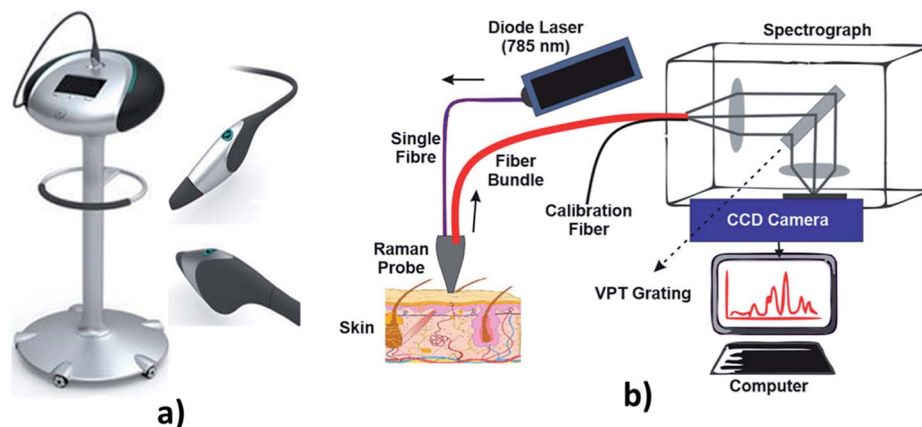 Diode Laser
(785 nm)
Spectrograph
Single
Fibre
Fiber
Bundle
Calibration
Fiber
CCD Camera
Raman
Probe
VPT Grating
Skin
Computer
a)
b)